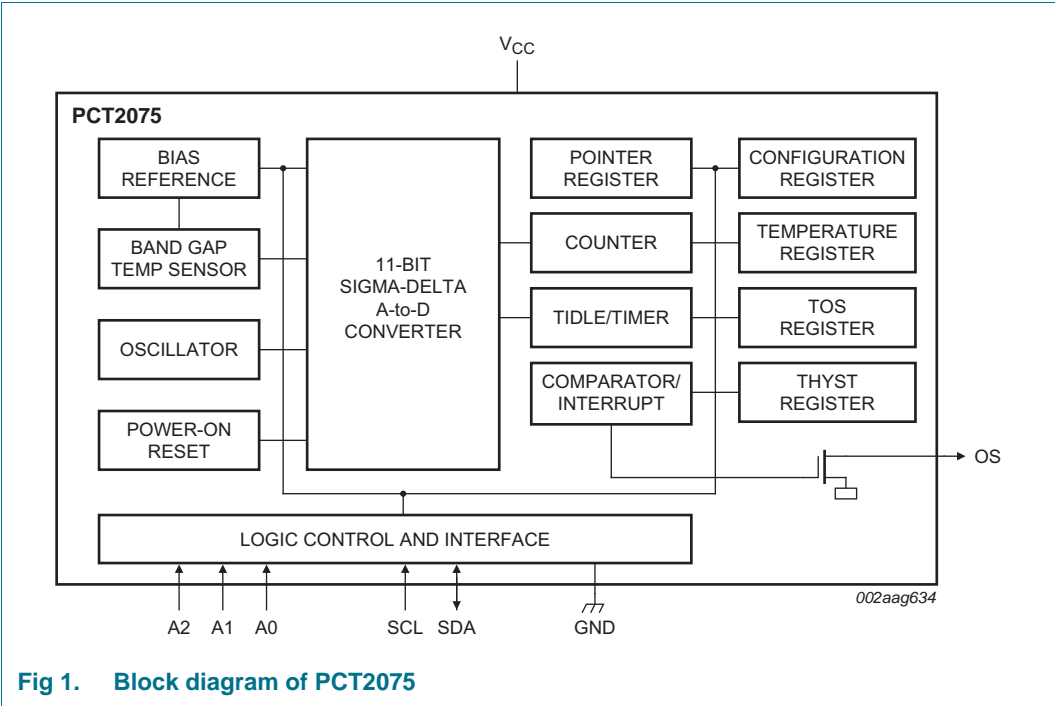 VCC
PCT2075
BIAS
REFERENCE
BAND GAP
TEMP SENSOR
OSCILLATOR
POWER-ON
RESET
11-BIT
SIGMA-DELTA
A-to-D
CONVERTER
POINTER
REGISTER
COUNTER
TIDLE/TIMER
COMPARATOR/
INTERRUPT
CONFIGURATION
REGISTER
TEMPERATURE
REGISTER
TOS
REGISTER
THYST
REGISTER
OS
LOGIC CONTROL AND INTERFACE
A2 A1 A0 SCL SDA GND
002aag634
Fig 1. Block diagram of PCT2075